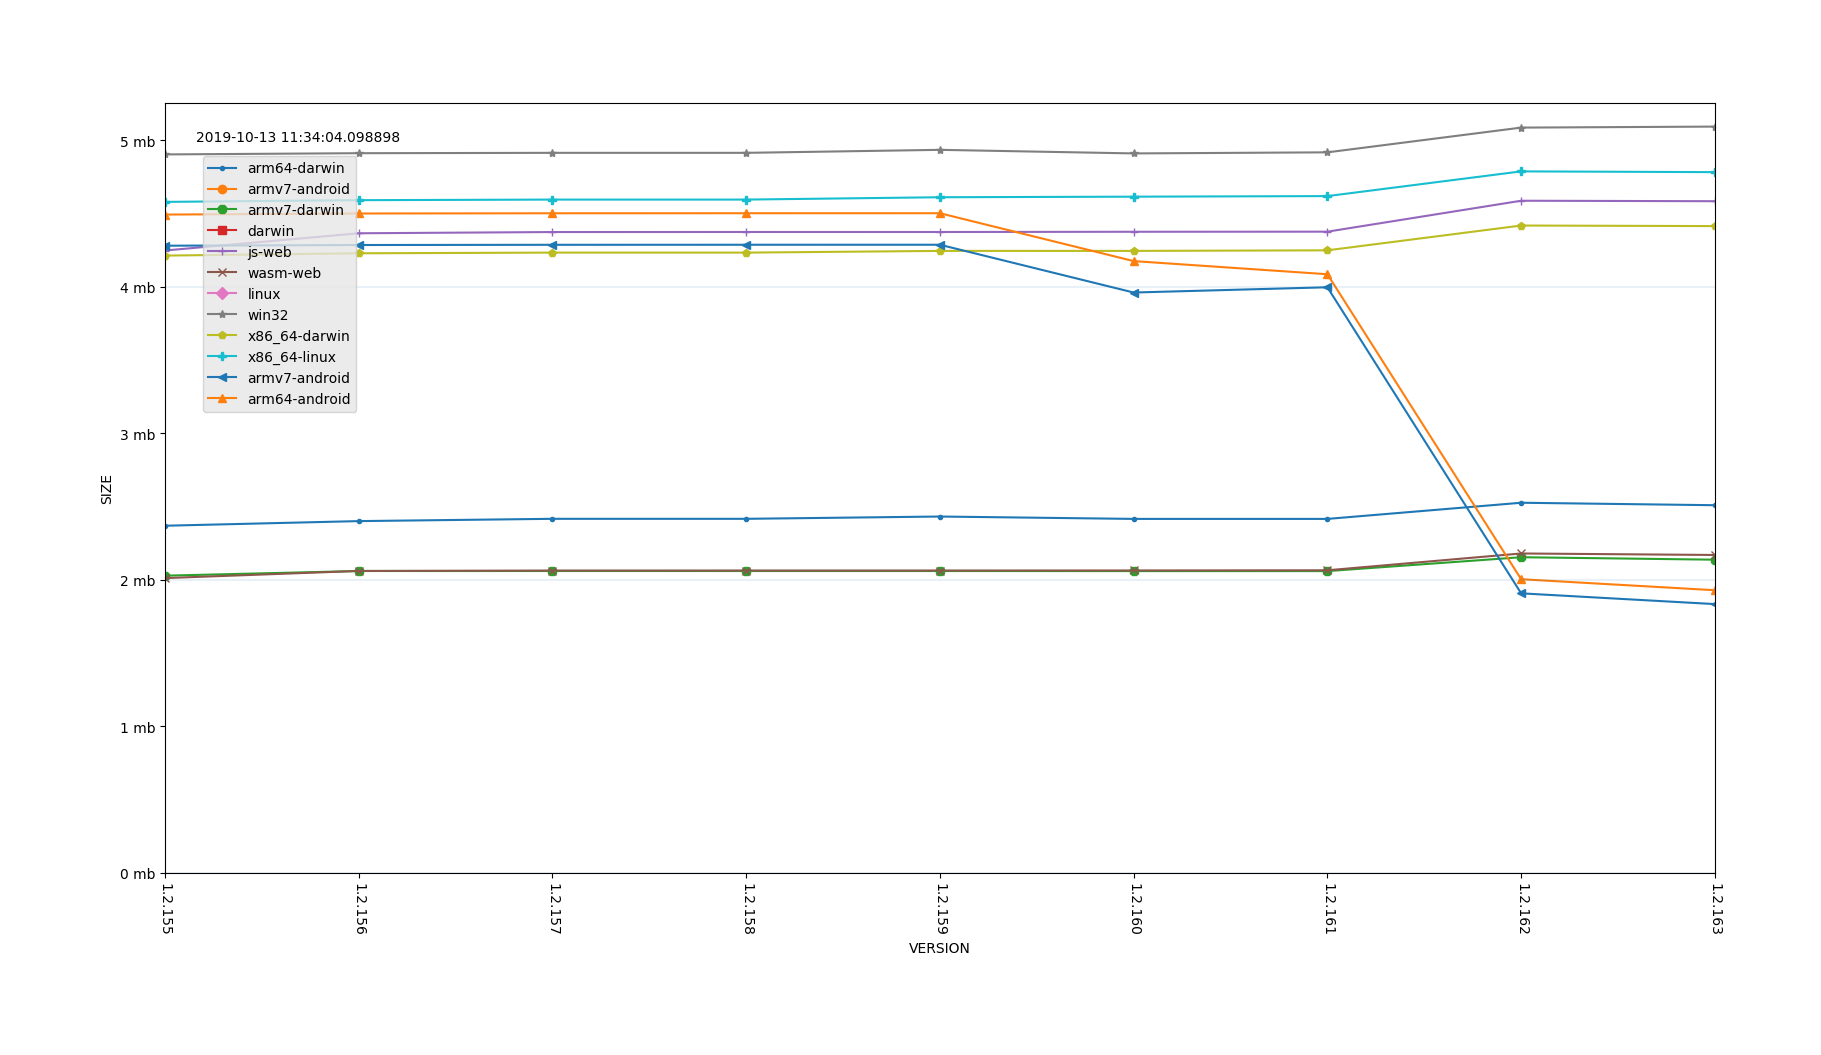 2019-10-13 11:34:04.098898
arm64-darwin
armv7-android
armv7-darwin
darwin
js-web
wasm-web
linux
win32
x86_64-darwin
x86_64-linux
armv7-android
arm64-android
5 mb
4 mb
3 mb
2 mb
1 mb
0 mb
SIZE
1.2.155
1.2.156
1.2.157
1.2.158
1.2.159
1.2.160
1.2.161
1.2.162
1.2.163
VERSION